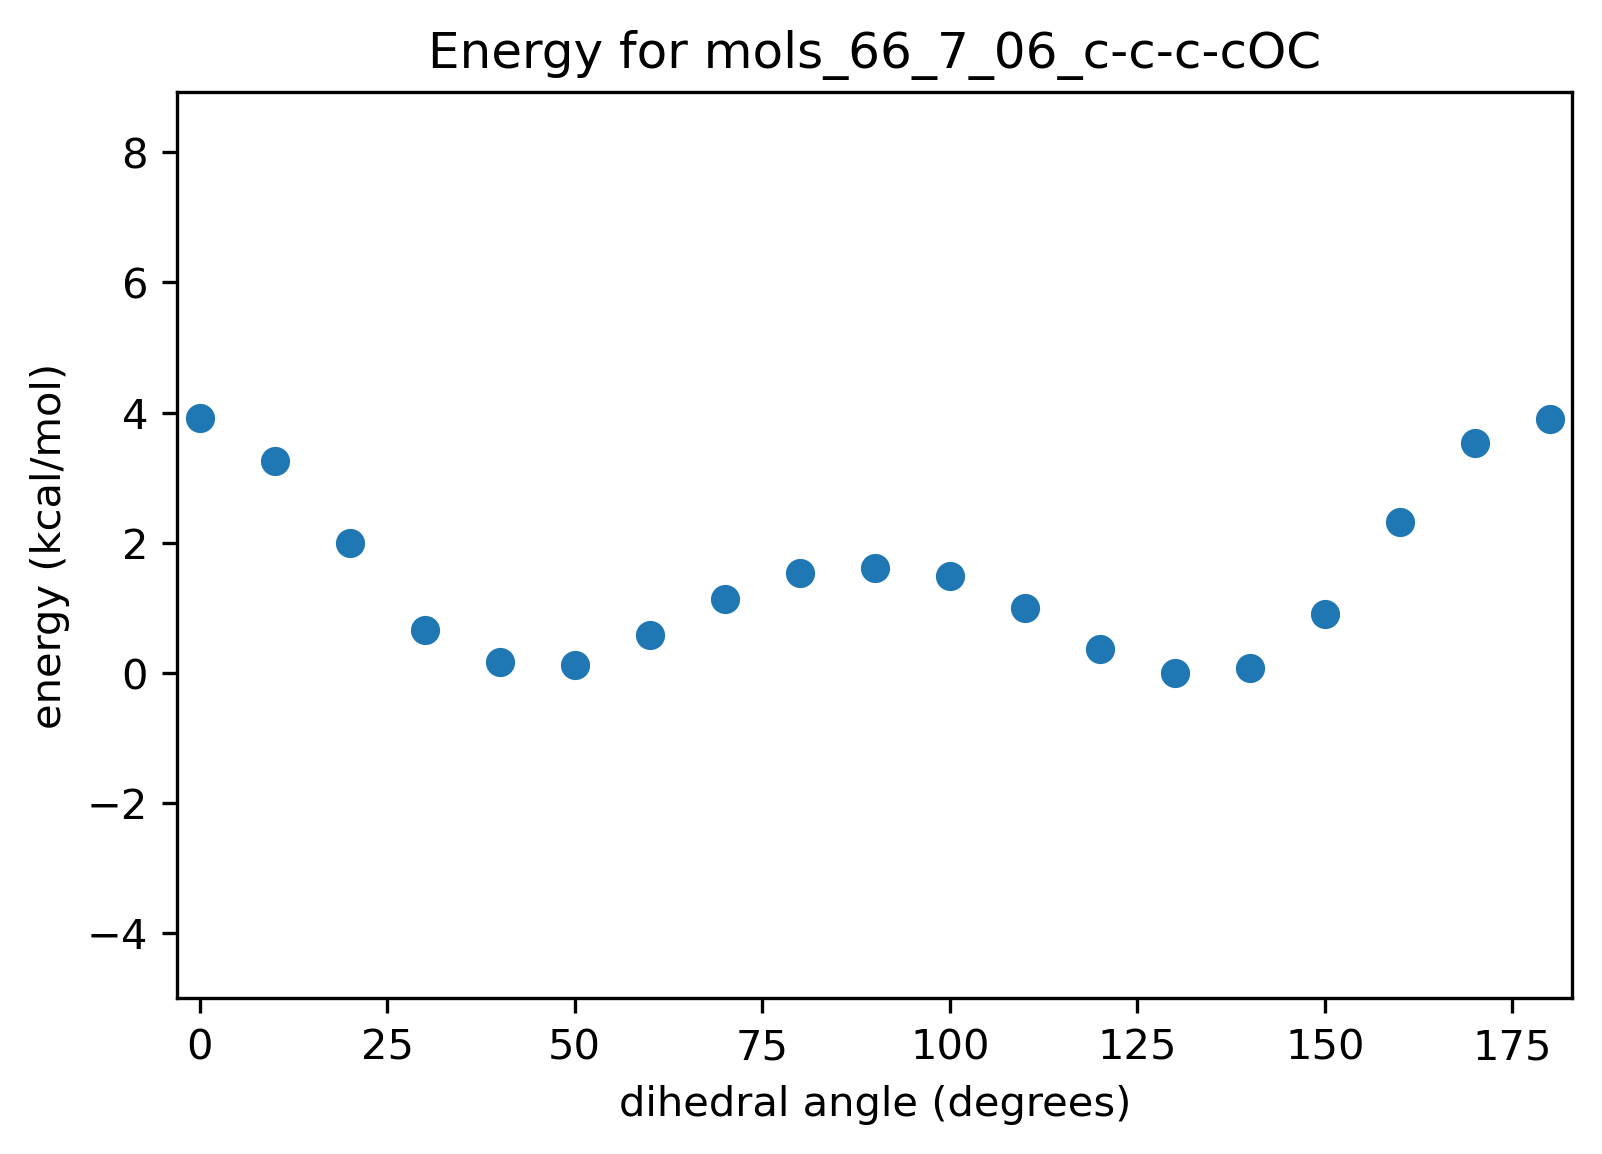 Energy for mols_66_7_06_c-c-c-cOC
8
6
4
2
0
−2
−4
energy (kcal/mol)
0 25 50 75 100 125 150 175
dihedral angle (degrees)